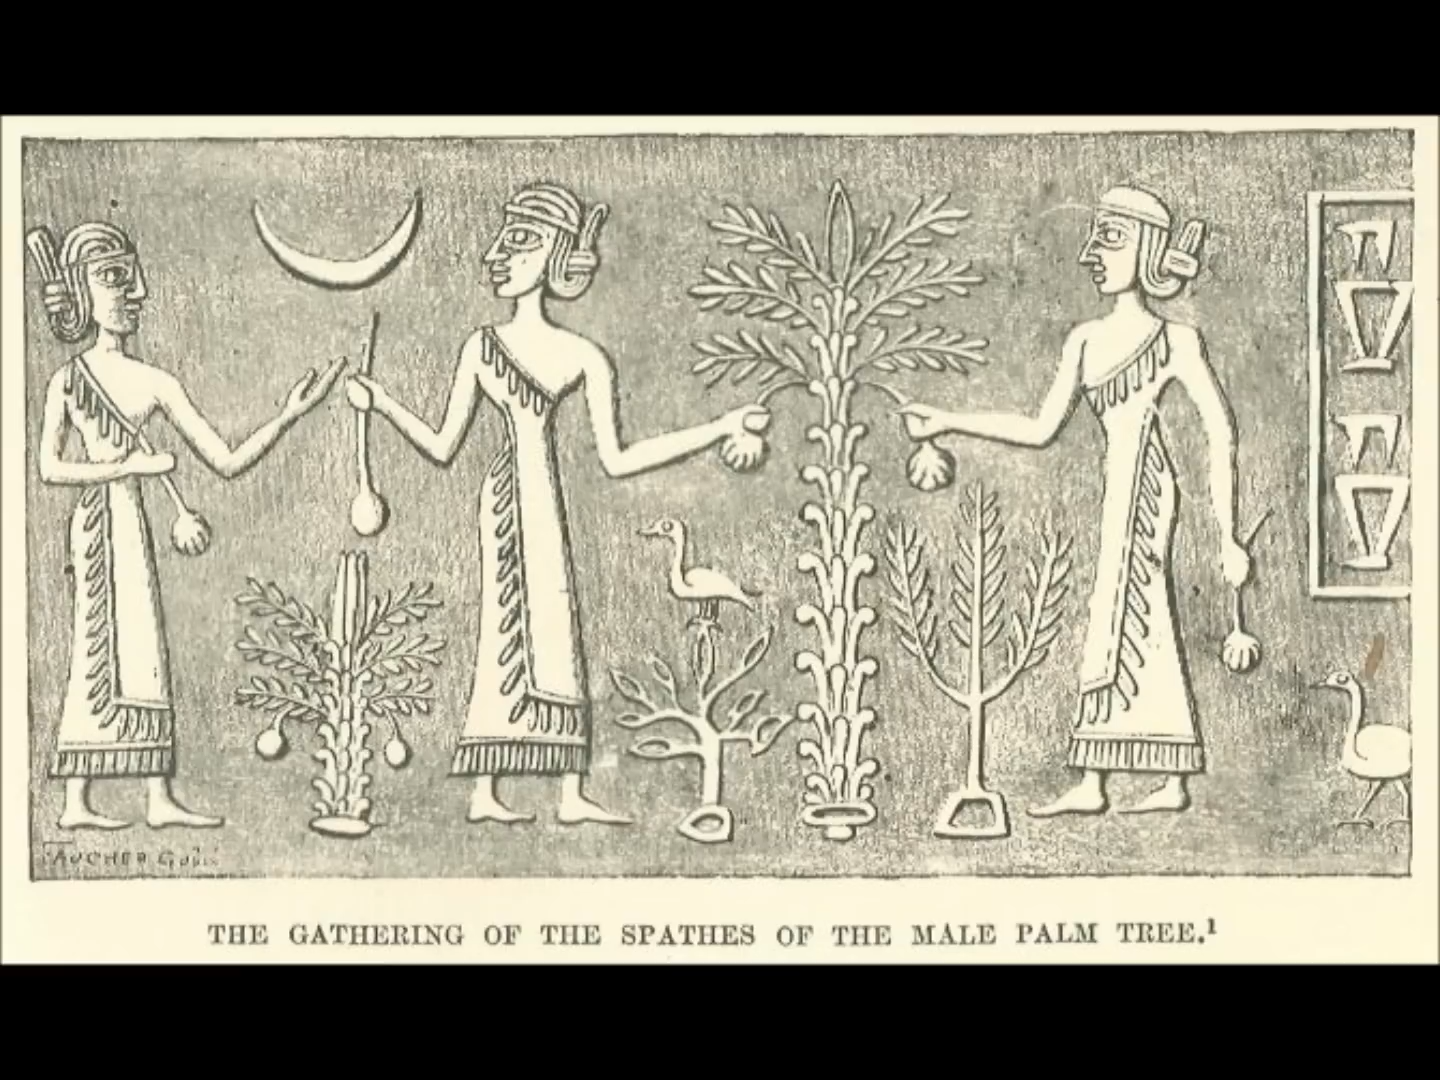 THE GATHERING OF THE SPATHES OF THE MALE PALM TREE.¹